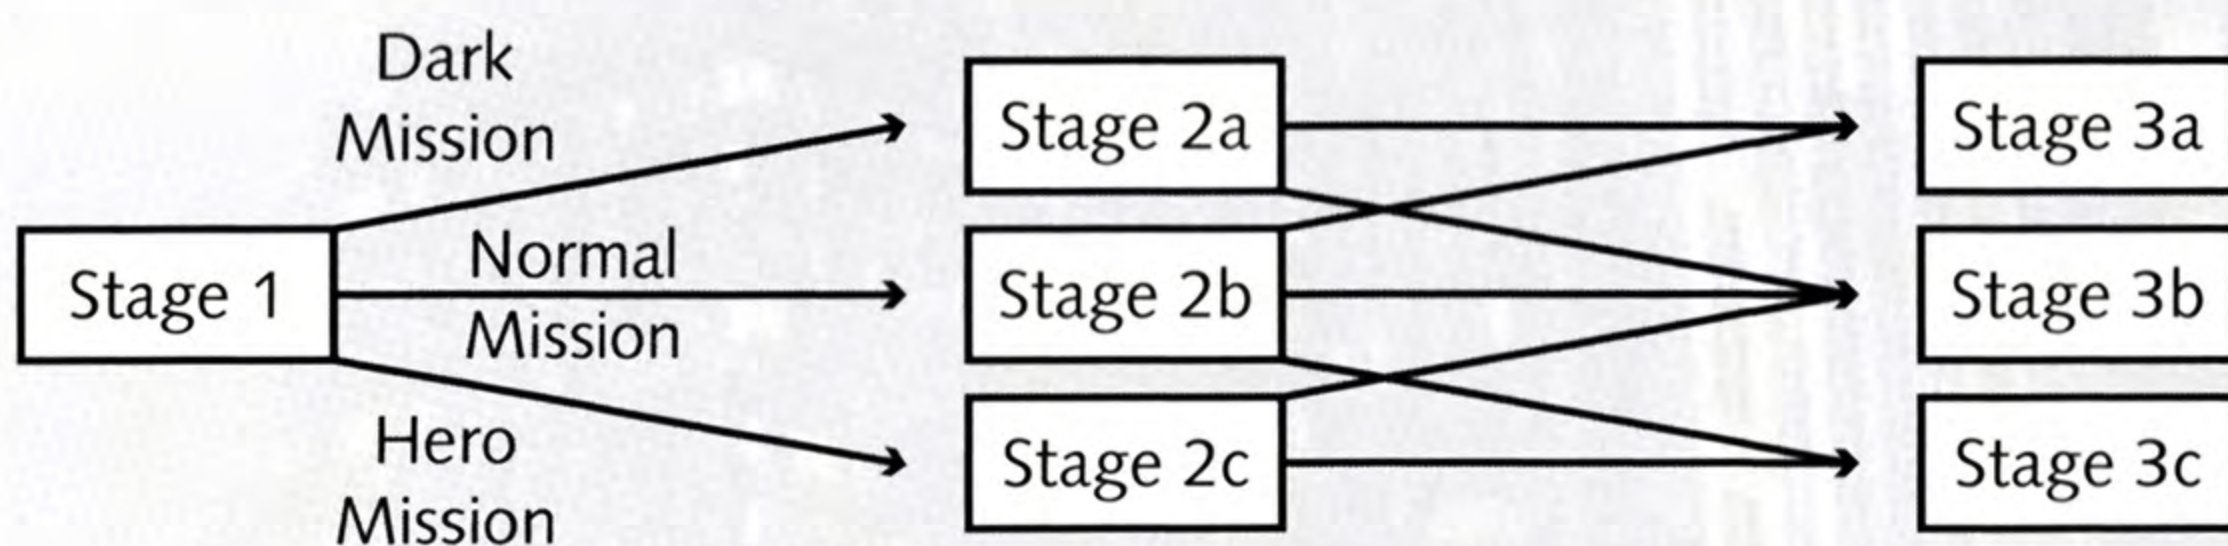 Dark
Mission
Stage 1
Normal
Mission
Hero
Mission
Stage 2a
Stage 2b
Stage 2c
Stage 3a
Stage 3b
Stage 3c